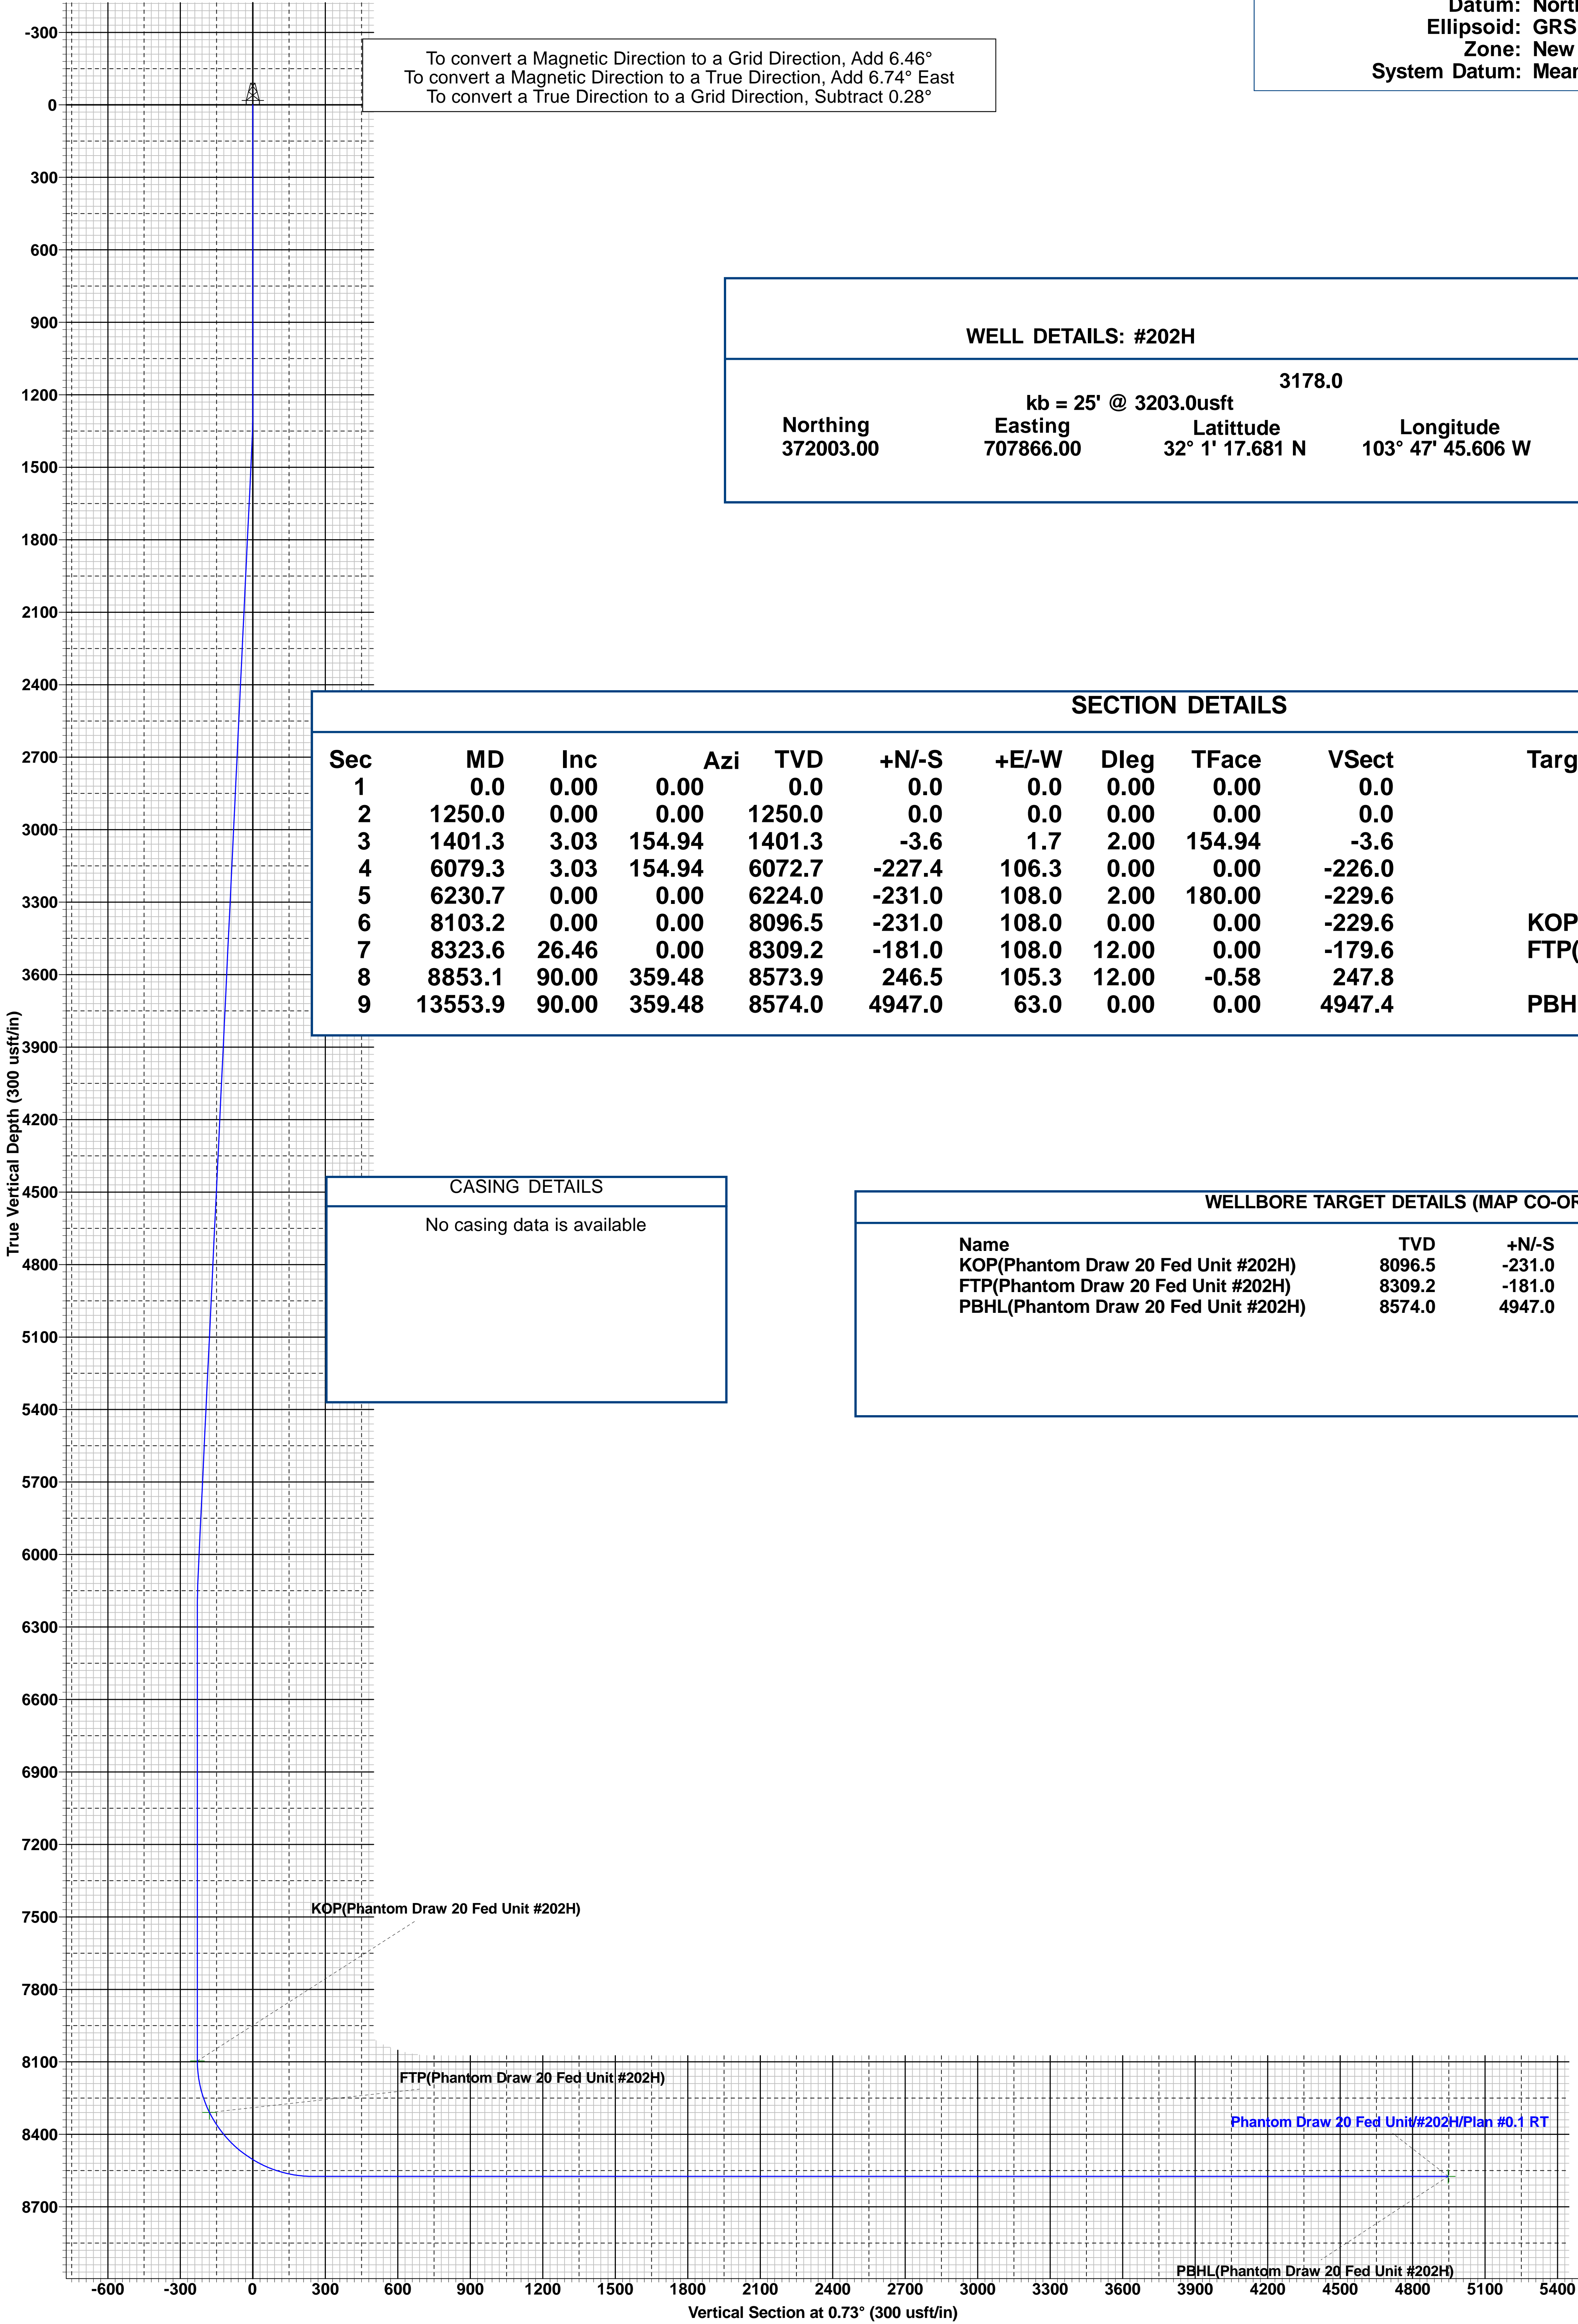 Datum: North
Ellipsoid: GRS
Zone: New
System Datum: Mean
To convert a Magnetic Direction to a Grid Direction, Add 6.46°
To convert a Magnetic Direction to a True Direction, Add 6.74° East
To convert a True Direction to a Grid Direction, Subtract 0.28°
WELL DETAILS: #202H
3178.0
kb = 25' @ 3203.0usft
Northing Easting Latittude Longitude
372003.00 707866.00 32° 1' 17.681 N 103° 47' 45.606 W
SECTION DETAILS
Sec MD Inc Azi TVD +N/-S +E/-W Dleg TFace VSect Targ
1 0.0 0.00 0.00 0.0 0.0 0.0 0.00 0.00 0.0
2 1250.0 0.00 0.00 1250.0 0.0 0.0 0.00 0.00 0.0
3 1401.3 3.03 154.94 1401.3 -3.6 1.7 2.00 154.94 -3.6
4 6079.3 3.03 154.94 6072.7 -227.4 106.3 0.00 0.00 -226.0
5 6230.7 0.00 0.00 6224.0 -231.0 108.0 2.00 180.00 -229.6
6 8103.2 0.00 0.00 8096.5 -231.0 108.0 0.00 0.00 -229.6 KOP
7 8323.6 26.46 0.00 8309.2 -181.0 108.0 12.00 0.00 -179.6 FTP(
8 8853.1 90.00 359.48 8573.9 246.5 105.3 12.00 -0.58 247.8
9 13553.9 90.00 359.48 8574.0 4947.0 63.0 0.00 0.00 4947.4 PBH
CASING DETAILS
No casing data is available
WELLBORE TARGET DETAILS (MAP CO-OR
Name TVD +N/-S
KOP(Phantom Draw 20 Fed Unit #202H) 8096.5 -231.0
FTP(Phantom Draw 20 Fed Unit #202H) 8309.2 -181.0
PBHL(Phantom Draw 20 Fed Unit #202H) 8574.0 4947.0
True Vertical Depth (300 usft/in)
-300
0
300
600
900
1200
1500
1800
2100
2400
2700
3000
3300
3600
3900
4200
4500
4800
5100
5400
5700
6000
6300
6600
6900
7200
7500
7800
8100
8400
8700
KOP(Phantom Draw 20 Fed Unit #202H)
FTP(Phantom Draw 20 Fed Unit #202H)
Phantom Draw 20 Fed Unit/#202H/Plan #0.1 RT
PBHL(Phantom Draw 20 Fed Unit #202H)
-600 -300 0 300 600 900 1200 1500 1800 2100 2400 2700 3000 3300 3600 3900 4200 4500 4800 5100 5400
Vertical Section at 0.73° (300 usft/in)